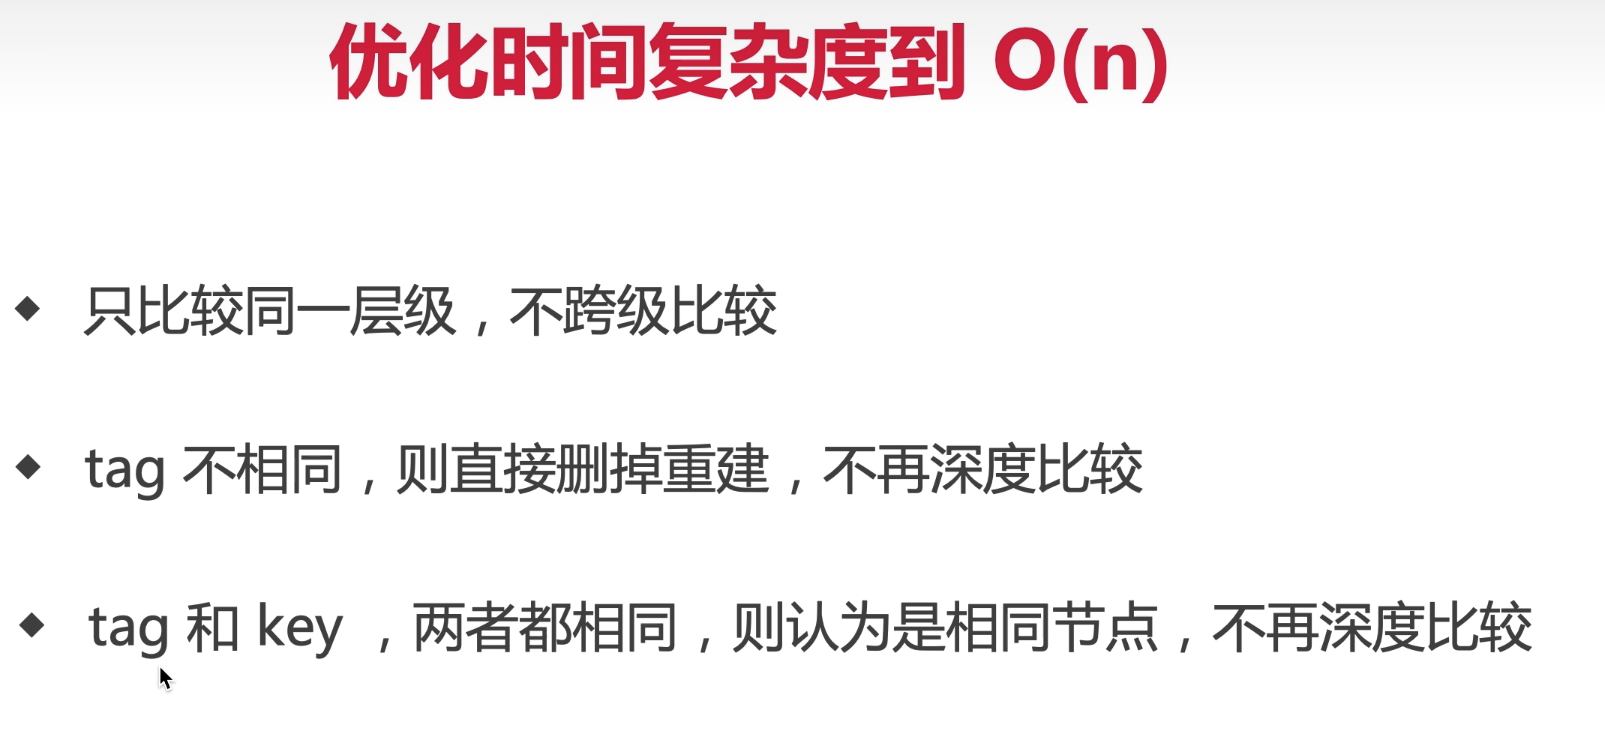 优化时间复杂度到 O(n)
◆ 只比较同一层级，不跨级比较
◆ tag 不相同，则直接删掉重建，不再深度比较
◆ tag 和 key ，两者都相同，则认为是相同节点，不再深度比较